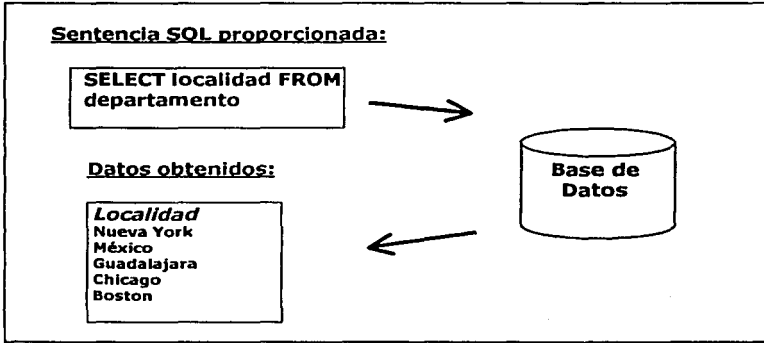 Sentencia SQL proporcionada:
SELECT localidad FROM
departamento
Base de
Datos
Datos obtenidos:
Localidad
Nueva York
México
Guadalajara
Chicago
Boston